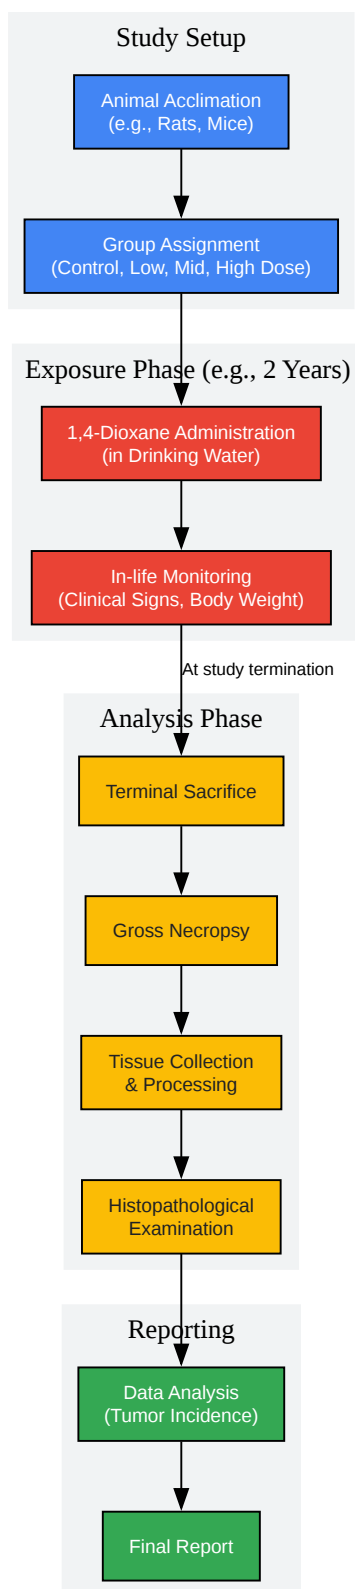 Study Setup
Animal Acclimation
(e.g., Rats, Mice)
Group Assignment
(Control, Low, Mid, High Dose)
Exposure Phase (e.g., 2 Years)
1,4-Dioxane Administration
(in Drinking Water)
In-life Monitoring
(Clinical Signs, Body Weight)
At study termination
Analysis Phase
Terminal Sacrifice
Gross Necropsy
Tissue Collection
& Processing
Histopathological
Examination
Reporting
Data Analysis
(Tumor Incidence)
Final Report